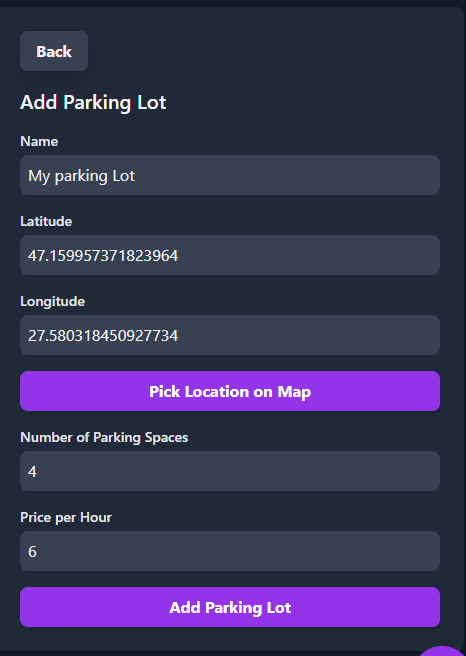 Back
Add Parking Lot
Name
My parking Lot
Latitude
47.159957371823964
Longitude
27.580318450927734
Pick Location on Map
Number of Parking Spaces
4
Price per Hour
6
Add Parking Lot